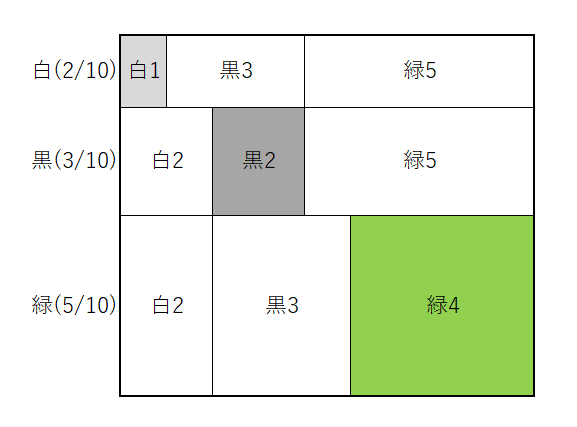 白(2/10) 白1 黒3 緑5
黒(3/10) 白2 黒2 緑5
緑(5/10) 白2 黒3 緑4